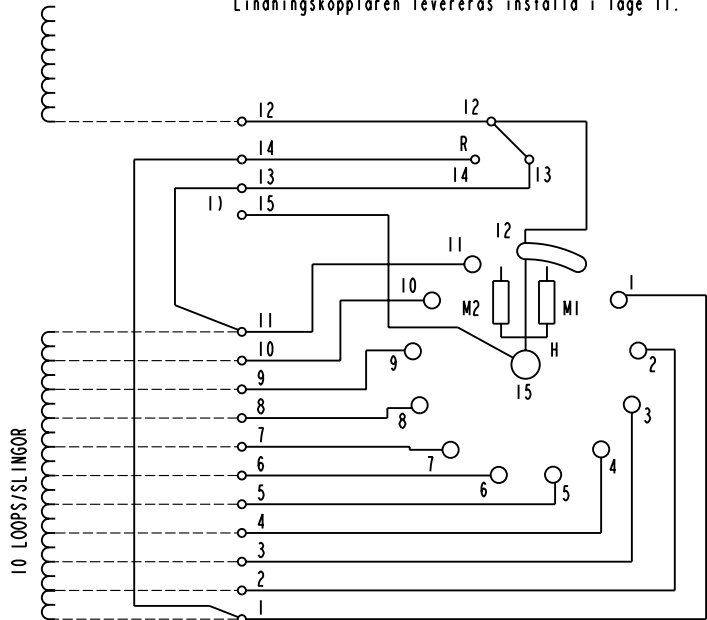 Lindningskopplaren levereras inställd i läge 11.
12 12
14 R
13 14 13
1) 15
12
11
10 1
M2 M1
11
10 H 2
9 9 15
8 8 3
7 7 4
6 6 5
5
4
3
2
1
10 LOOPS/SLINGOR